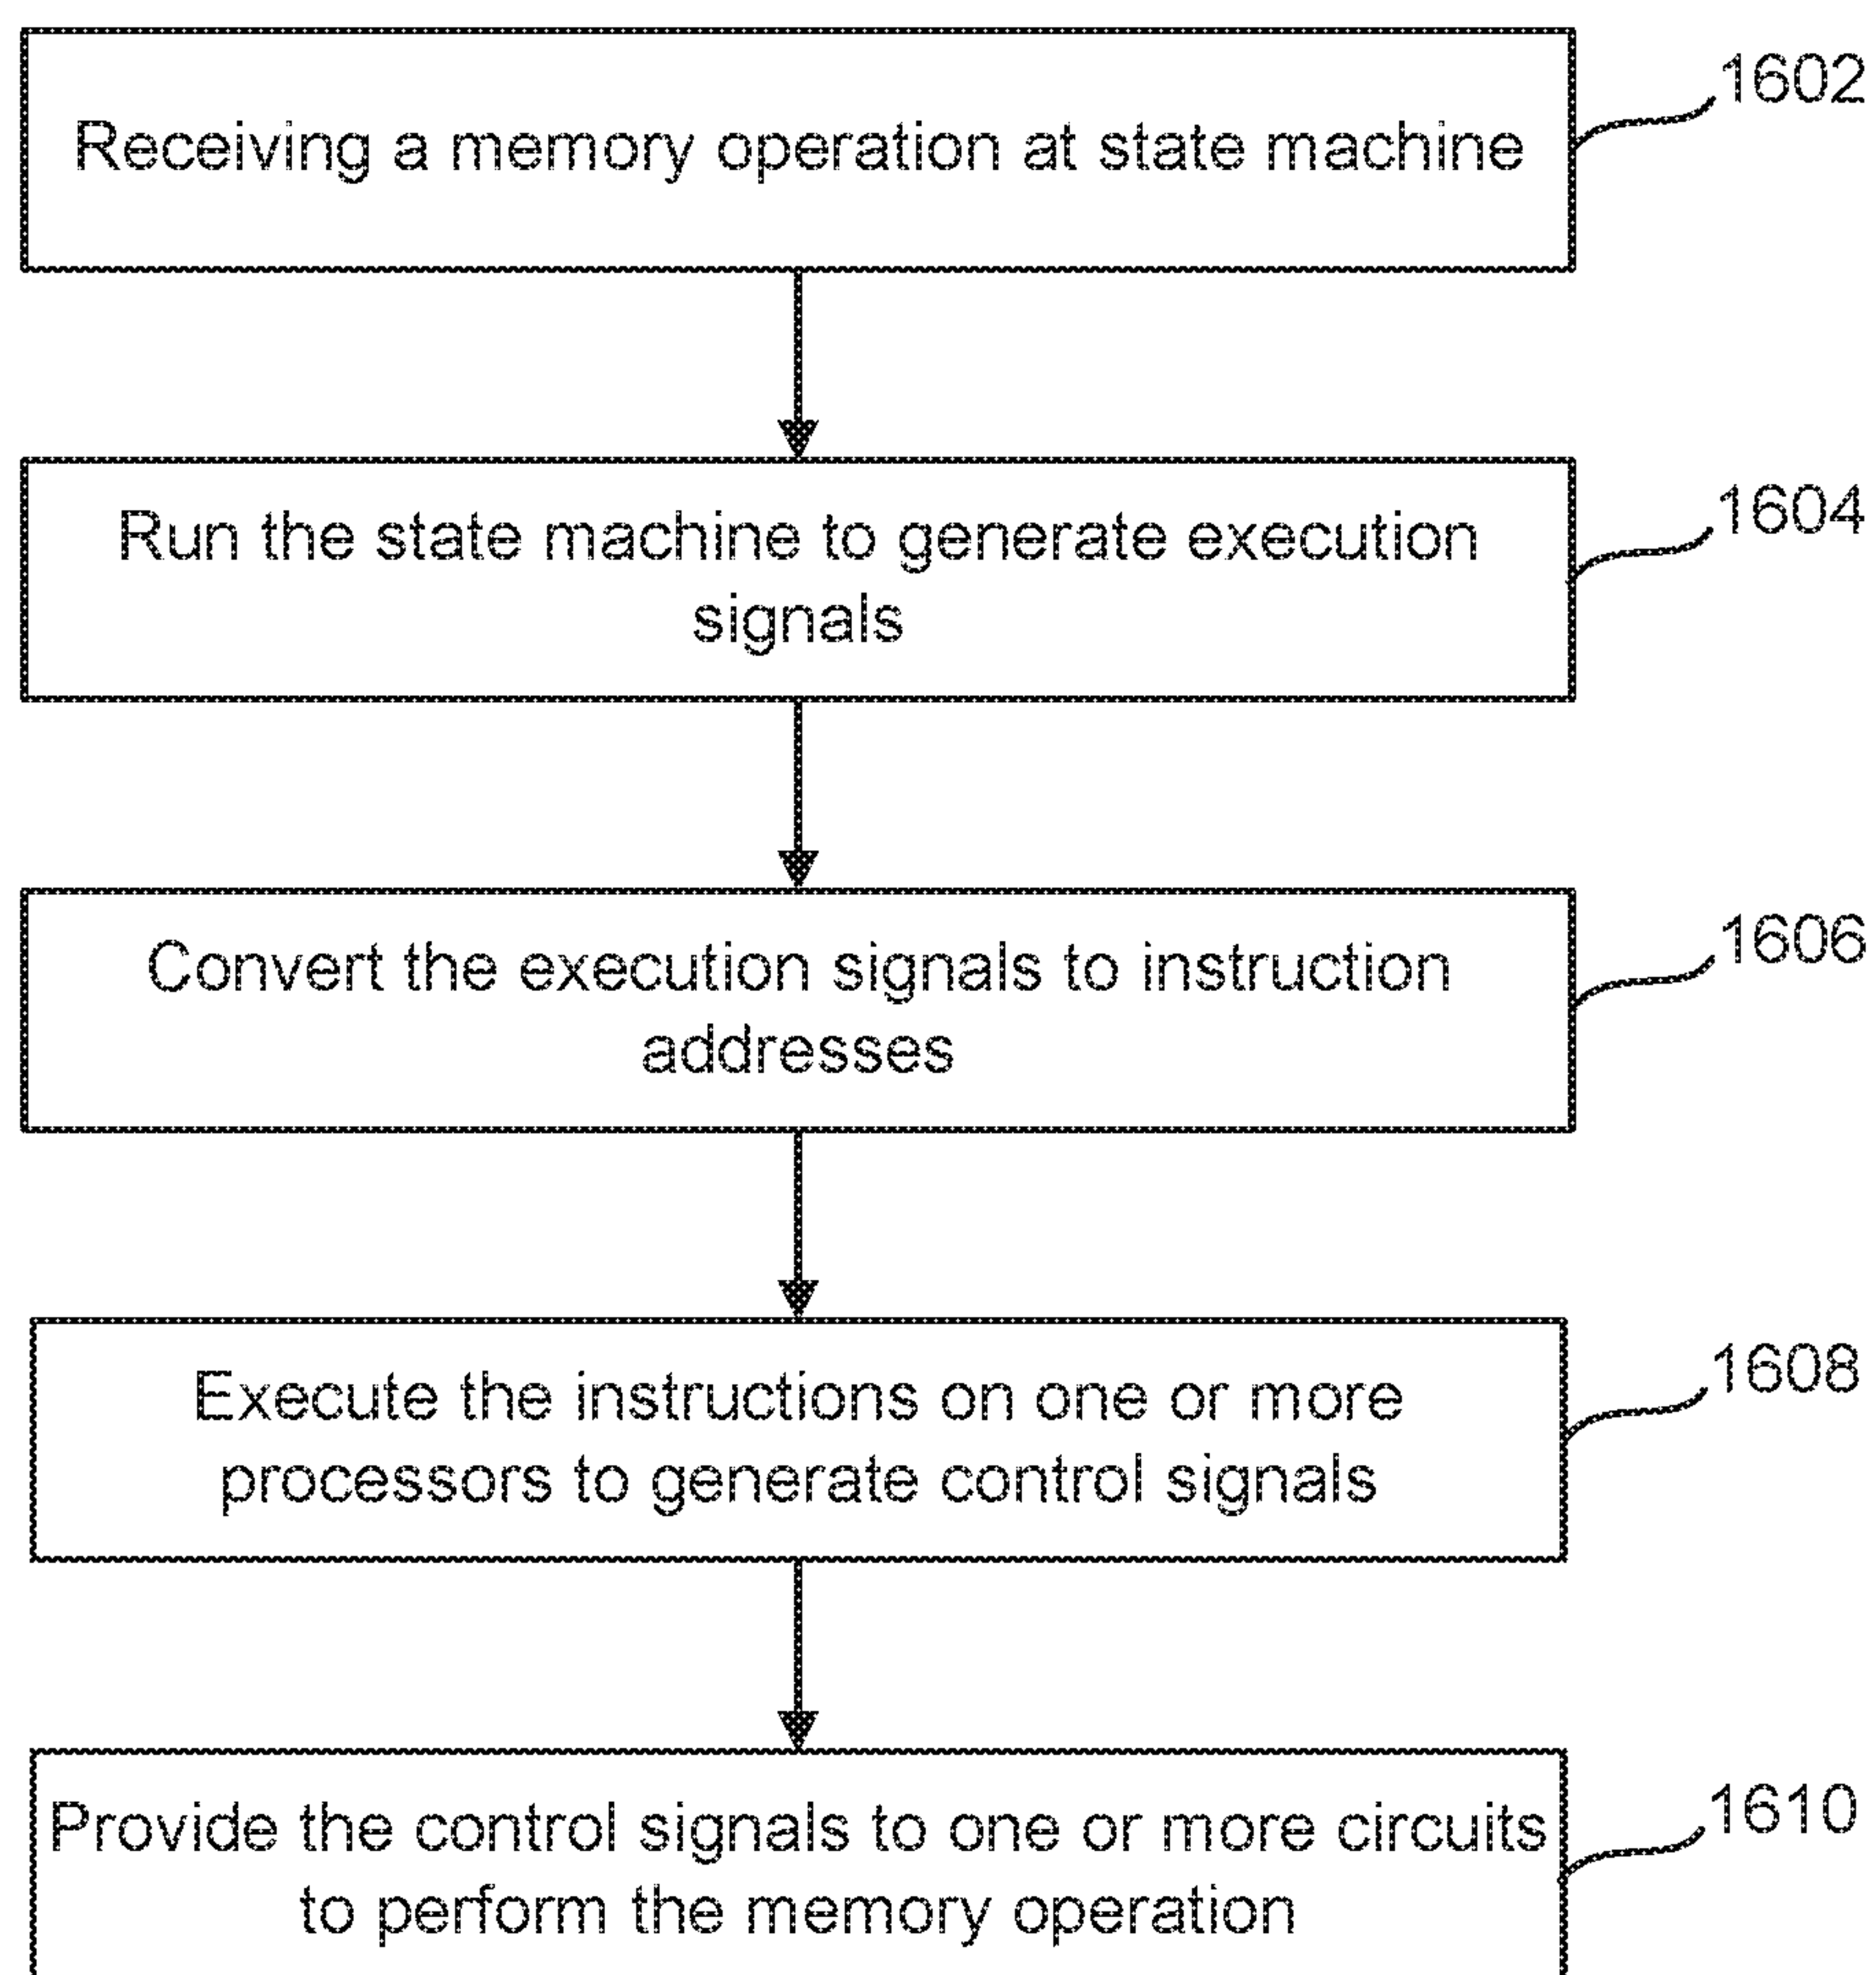 Receiving a memory operation at state machine
1602
Run the state machine to generate execution
signals
1604
Convert the execution signals to instruction
addresses
1606
Execute the instructions on one or more
processors to generate control signals
1608
Provide the control signals to one or more circuits
to perform the memory operation
1610